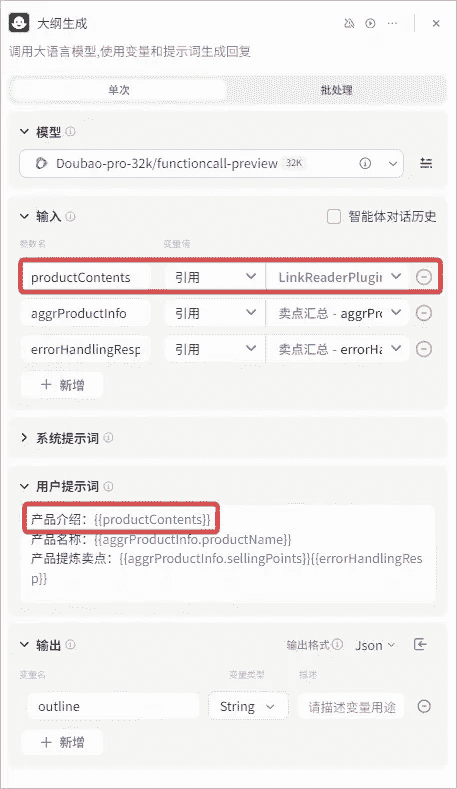 大纲生成
调用大语言模型,使用变量和提示词生成回复
单次 批处理
模型
Doubao-pro-32k/functioncall-preview 32K
输入 智能体对话历史
参数名 变量值
productContents 引用 LinkReaderPlugin
aggrProductInfo 引用 卖点汇总 - aggrPro
errorHandlingResp 引用 卖点汇总 - errorHa
+ 新增
系统提示词
用户提示词
产品介绍：{{productContents}}
产品名称：{{aggrProductInfo.productName}}
产品提炼卖点：{{aggrProductInfo.sellingPoints}}{{errorHandlingRes
p}}
输出 输出格式 Json
变量名 变量类型 描述
outline String 请描述变量用途
+ 新增